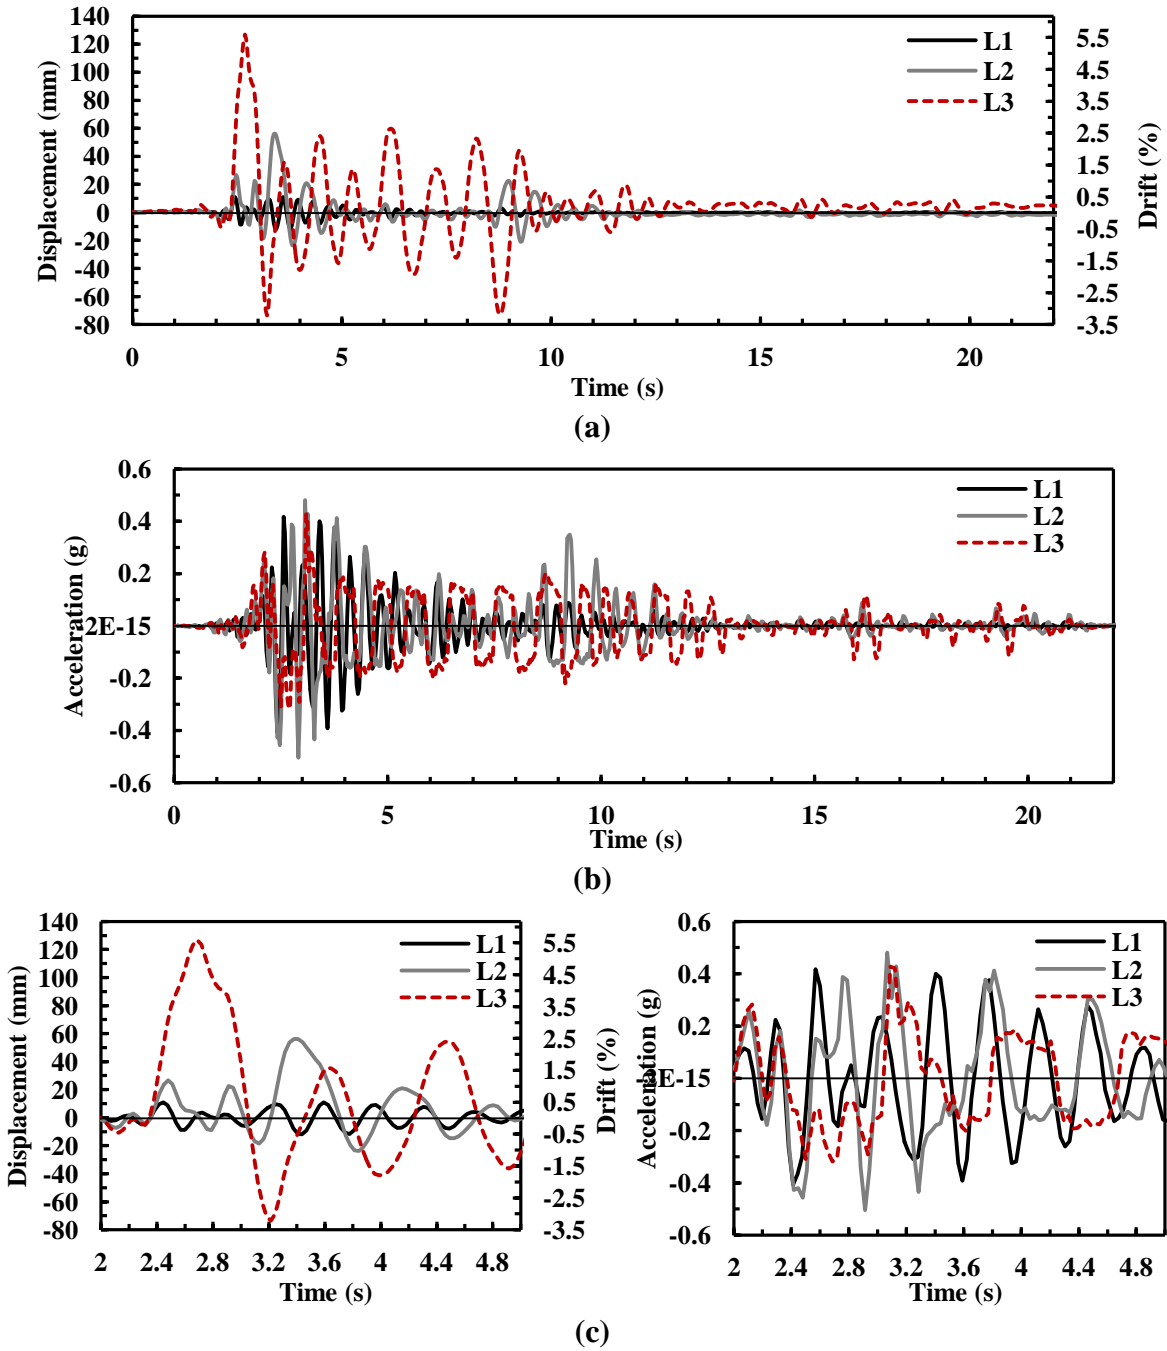 140
120
100
80
60
40
20
0
-20
-40
-60
-80
Displacement (mm)
5.5
4.5
3.5
2.5
1.5
0.5
-0.5
-1.5
-2.5
-3.5
Drift (%)
L1
L2
L3
0 5 10 15 20
Time (s)
(a)
0.6
0.4
0.2
2E-15
-0.2
-0.4
-0.6
Acceleration (g)
L1
L2
L3
0 5 10 15 20
Time (s)
(b)
140
120
100
80
60
40
20
0
-20
-40
-60
-80
Displacement (mm)
5.5
4.5
3.5
2.5
1.5
0.5
-0.5
-1.5
-2.5
-3.5
Drift (%)
L1
L2
L3
2 2.4 2.8 3.2 3.6 4 4.4 4.8
Time (s)
0.6
0.4
0.2
2E-15
-0.2
-0.4
-0.6
Acceleration (g)
L1
L2
L3
2 2.4 2.8 3.2 3.6 4 4.4 4.8
Time (s)
(c)